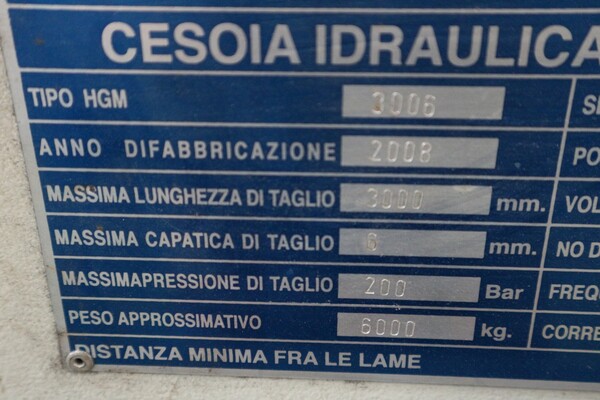 CESOIA IDRAULICA
TIPO HGM 3006
ANNO DIFABBRICAZIONE 2008 PO
MASSIMA LUNGHEZZA DI TAGLIO 3000 mm. VOL
MASSIMA CAPATICA DI TAGLIO 6 mm. NO D
MASSIMAPRESSIONE DI TAGLIO 200 Bar FREQ
PESO APPROSSIMATIVO 6000 kg. CORRE
DISTANZA MINIMA FRA LE LAME